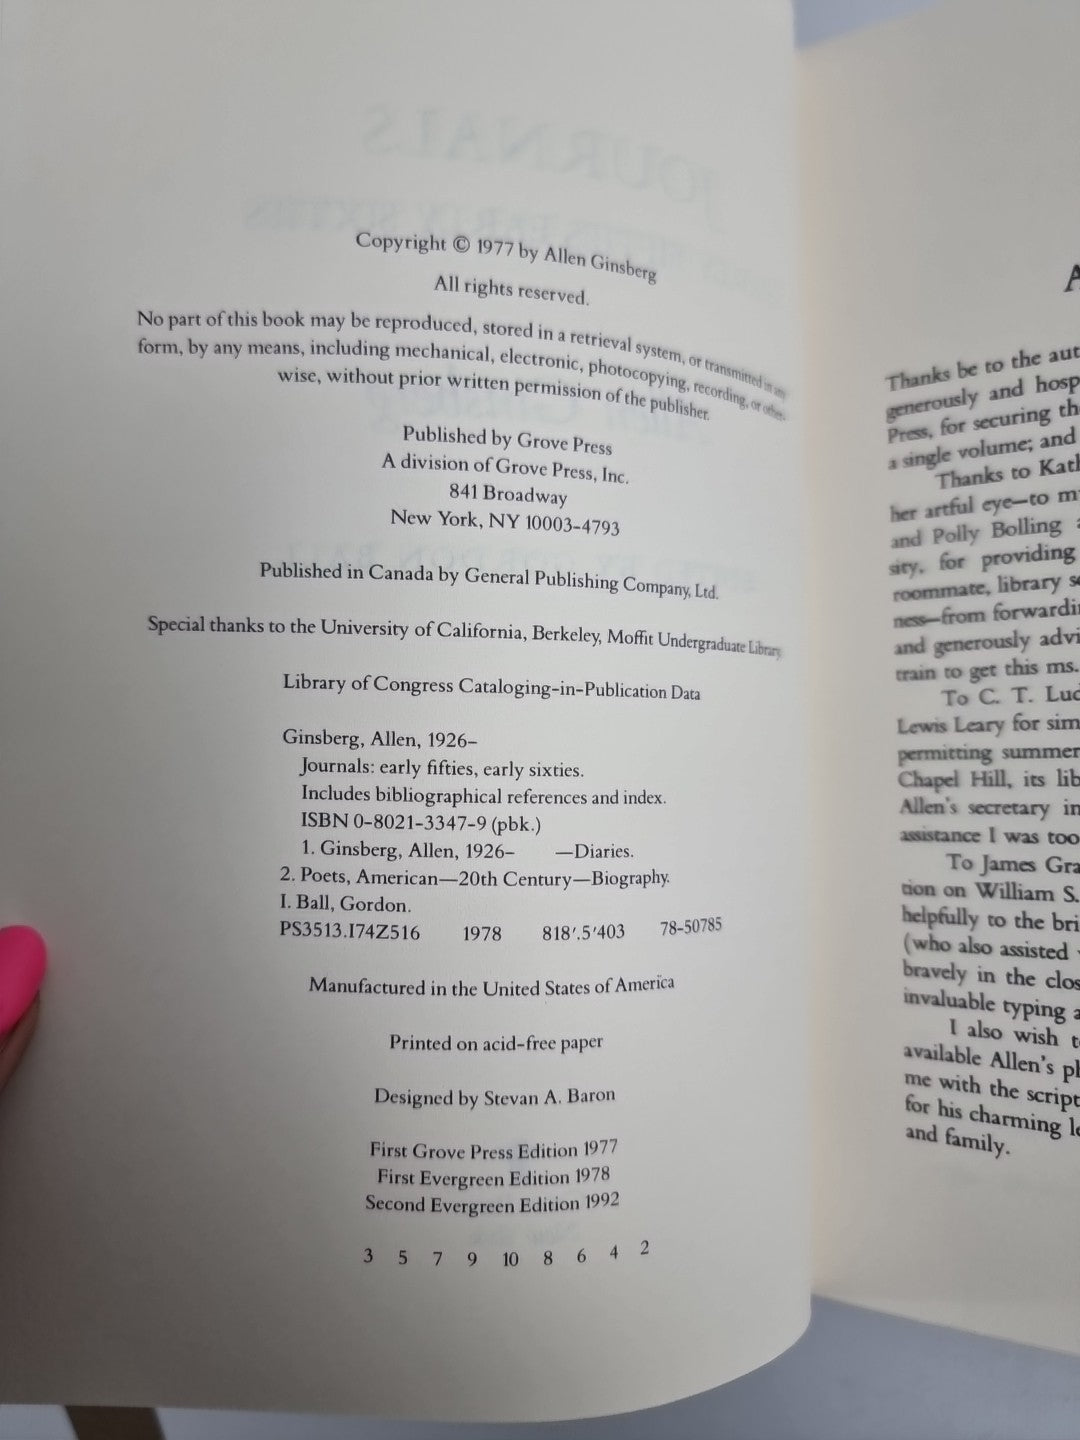 Copyright © 1977 by Allen Ginsberg
All rights reserved.
No part of this book may be reproduced, stored in a retrieval system, or transmitted in any
form, by any means, including mechanical, electronic, photocopying, recording, or other-
wise, without prior written permission of the publisher.
Published by Grove Press
A division of Grove Press, Inc.
841 Broadway
New York, NY 10003-4793
Published in Canada by General Publishing Company, Ltd.
Special thanks to the University of California, Berkeley, Moffit Undergraduate Library
Library of Congress Cataloging-in-Publication Data
Ginsberg, Allen, 1926–
Journals: early fifties, early sixties.
Includes bibliographical references and index.
ISBN 0-8021-3347-9 (pbk.)
1. Ginsberg, Allen, 1926– —Diaries.
2. Poets, American—20th Century—Biography.
I. Ball, Gordon.
PS3513.I74Z516 1978 818'.5'403 78-50785
Manufactured in the United States of America
Printed on acid-free paper
Designed by Stevan A. Baron
First Grove Press Edition 1977
First Evergreen Edition 1978
Second Evergreen Edition 1992
3 5 7 9 10 8 6 4 2
A
Thanks be to the aut
generously and hosp
Press, for securing th
a single volume; and
Thanks to Kath
her artful eye—to m
and Polly Bolling
sity, for providing
roommate, library s
ness—from forwardin
and generously advi
train to get this ms.
To C. T. Lud
Lewis Leary for sim
permitting summer
Chapel Hill, its lib
Allen's secretary in
assistance I was too
To James Gra
tion on William S.
helpfully to the bri
(who also assisted
bravely in the clos
invaluable typing a
I also wish t
available Allen's pl
me with the script
for his charming le
and family.